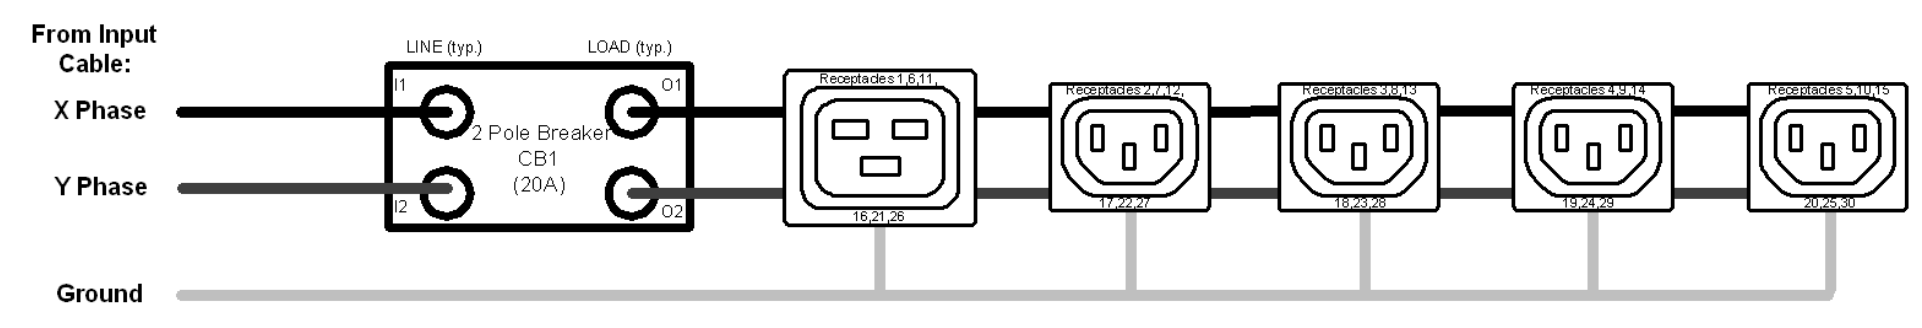 From Input
Cable:
X Phase
Y Phase
Ground
LINE (typ.)
LOAD (typ.)
I1
O1
2 Pole Breaker
CB1
(20A)
I2
O2
Receptacles 1,6,11,
16,21,26
Receptacles 2,7,12,
17,22,27
Receptacles 3,8,13
18,23,28
Receptacles 4,9,14
19,24,29
Receptacles 5,10,15
20,25,30